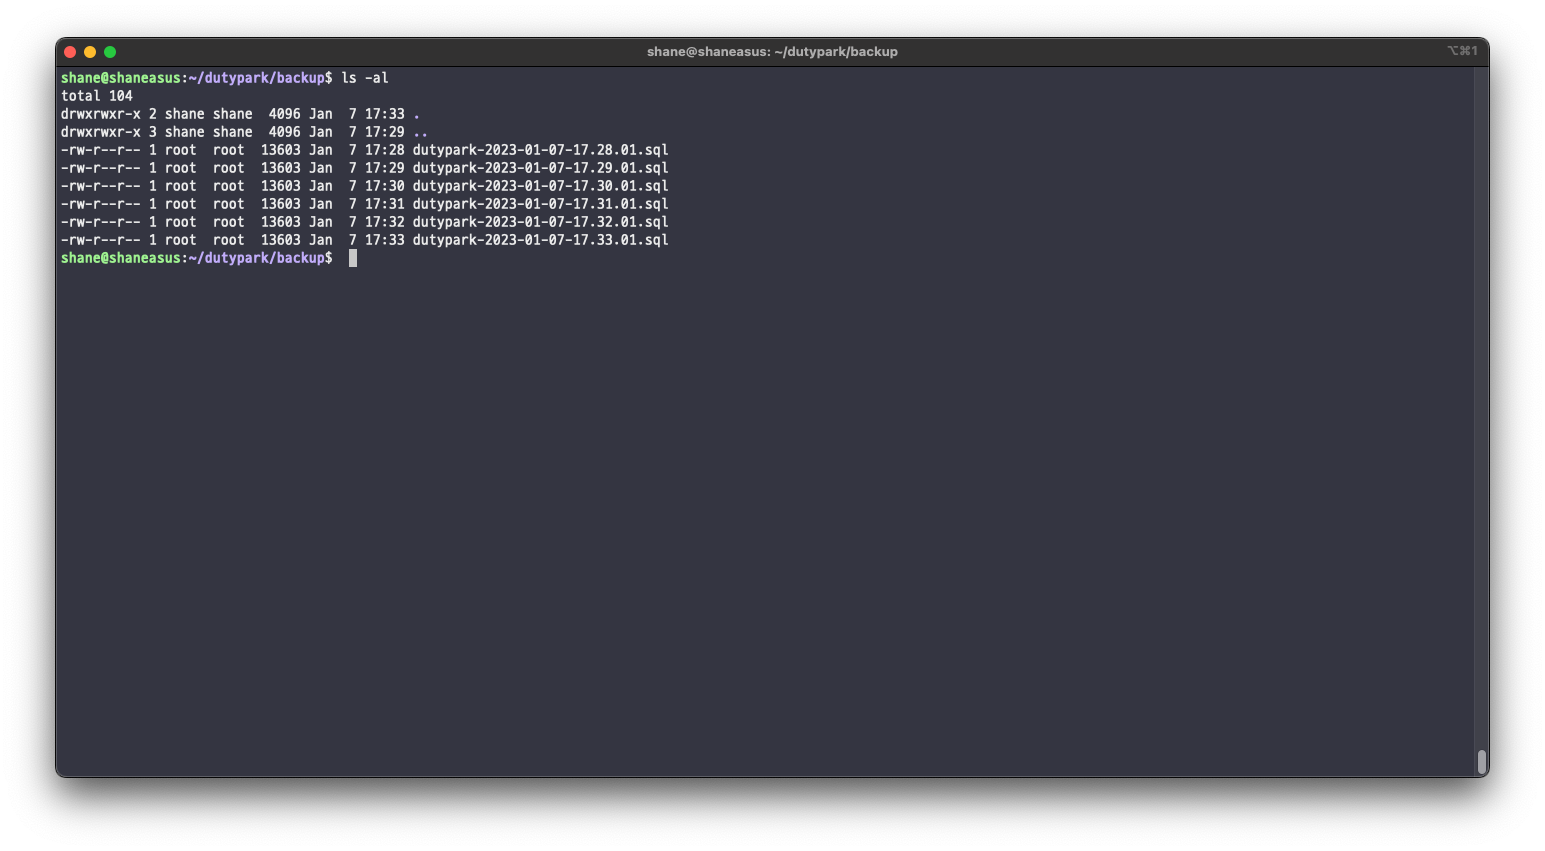 shane@shaneasus: ~/dutypark/backup ⌥⌘1
shane@shaneasus:~/dutypark/backup$ ls -al
total 104
drwxrwxr-x 2 shane shane  4096 Jan  7 17:33 .
drwxrwxr-x 3 shane shane  4096 Jan  7 17:29 ..
-rw-r--r-- 1 root  root  13603 Jan  7 17:28 dutypark-2023-01-07-17.28.01.sql
-rw-r--r-- 1 root  root  13603 Jan  7 17:29 dutypark-2023-01-07-17.29.01.sql
-rw-r--r-- 1 root  root  13603 Jan  7 17:30 dutypark-2023-01-07-17.30.01.sql
-rw-r--r-- 1 root  root  13603 Jan  7 17:31 dutypark-2023-01-07-17.31.01.sql
-rw-r--r-- 1 root  root  13603 Jan  7 17:32 dutypark-2023-01-07-17.32.01.sql
-rw-r--r-- 1 root  root  13603 Jan  7 17:33 dutypark-2023-01-07-17.33.01.sql
shane@shaneasus:~/dutypark/backup$